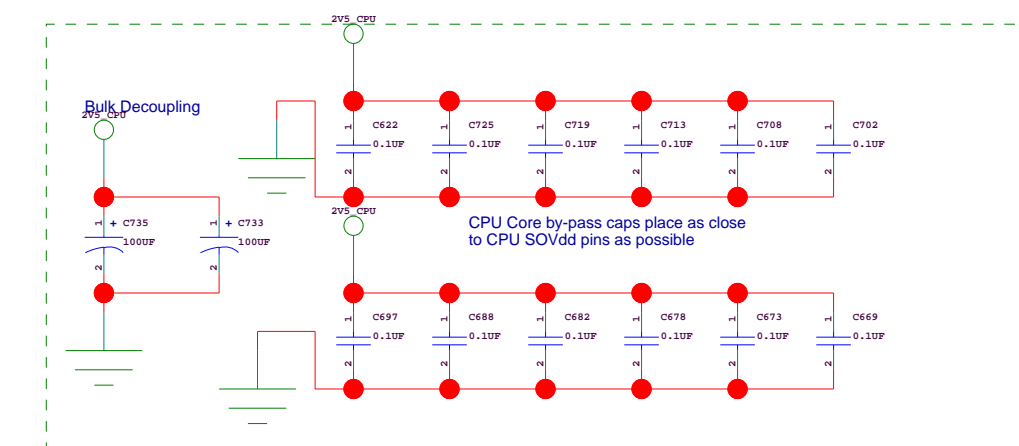 2V5_CPU
Bulk Decoupling
2V5_CPU
1 C622 1 C725 1 C719 1 C713 1 C708 1 C702
0.1UF 0.1UF 0.1UF 0.1UF 0.1UF 0.1UF
2 2 2 2 2 2
2V5_CPU
1 + C735 1 + C733
100UF 100UF
2 2
CPU Core by-pass caps place as close
to CPU SOVdd pins as possible
1 C697 1 C688 1 C682 1 C678 1 C673 1 C669
0.1UF 0.1UF 0.1UF 0.1UF 0.1UF 0.1UF
2 2 2 2 2 2